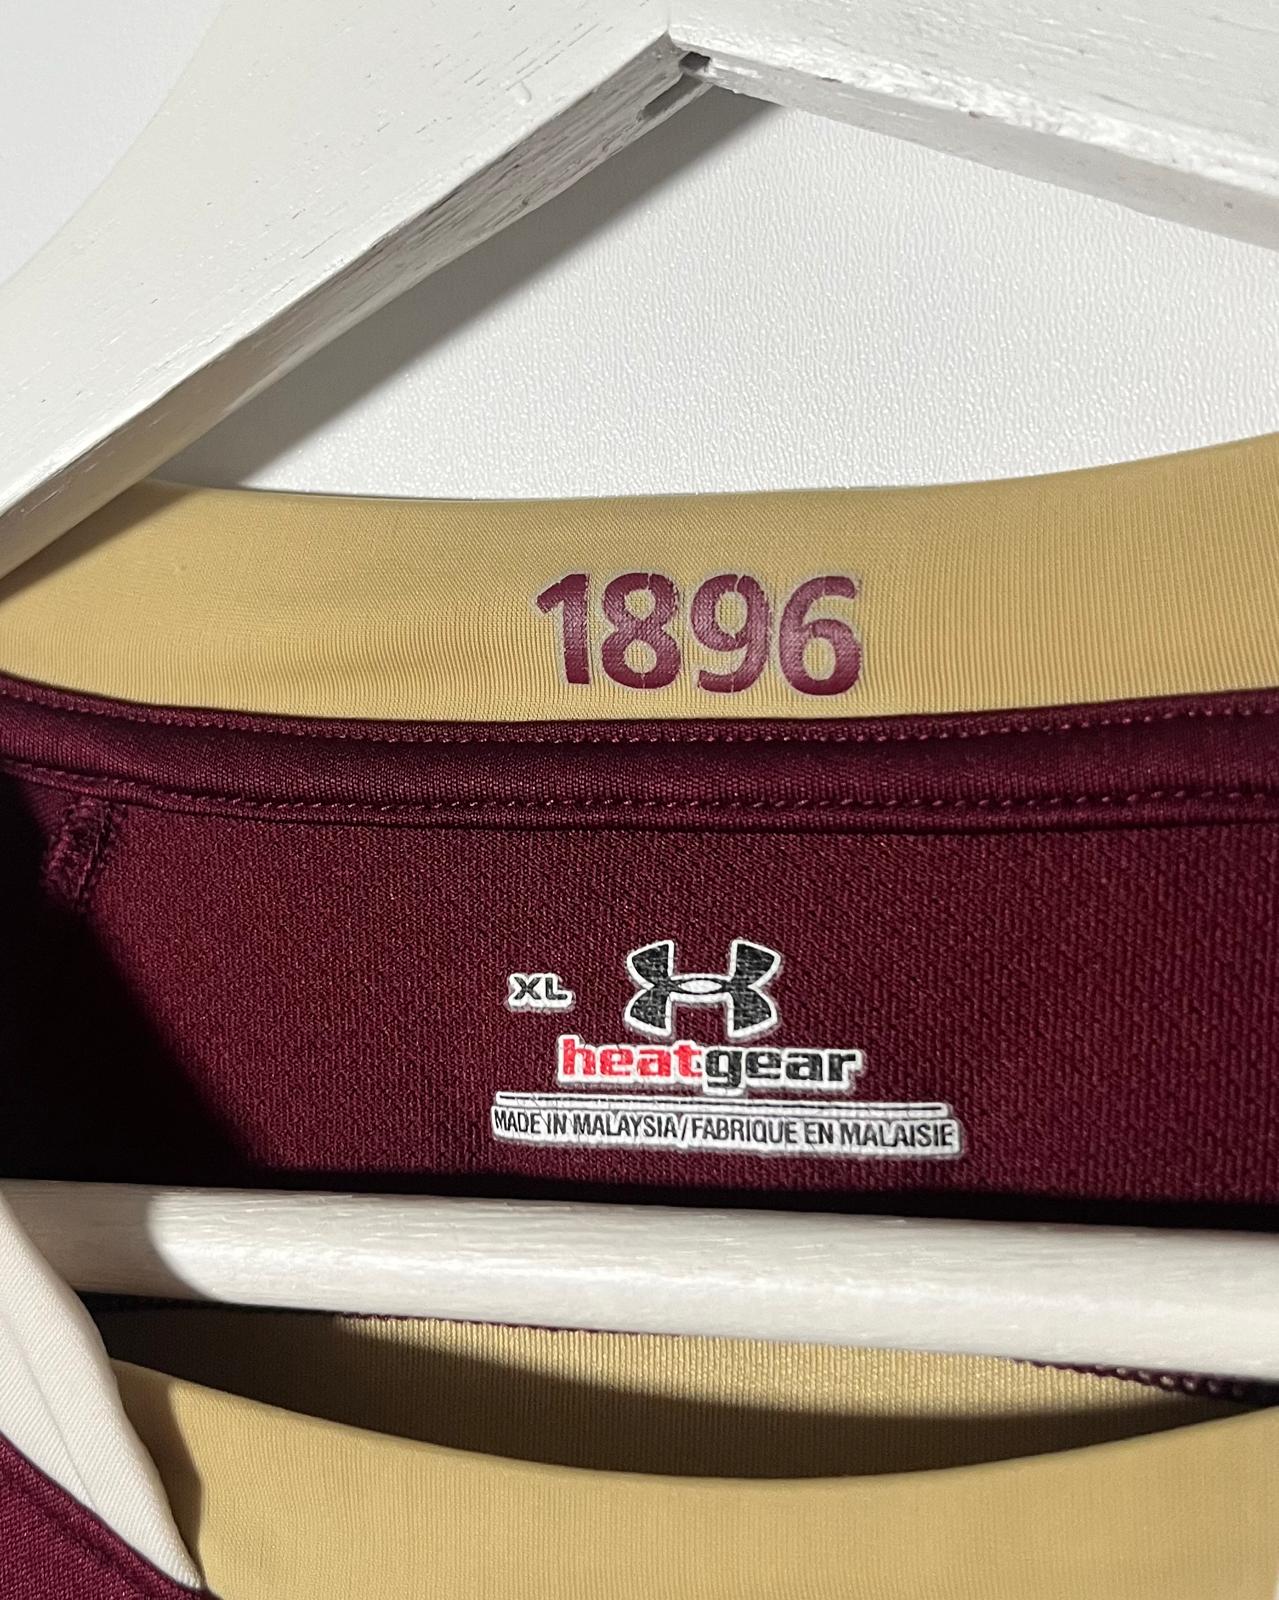 1896
XL
heatgear
MADE IN MALAYSIA/FABRIQUE EN MALAISIE